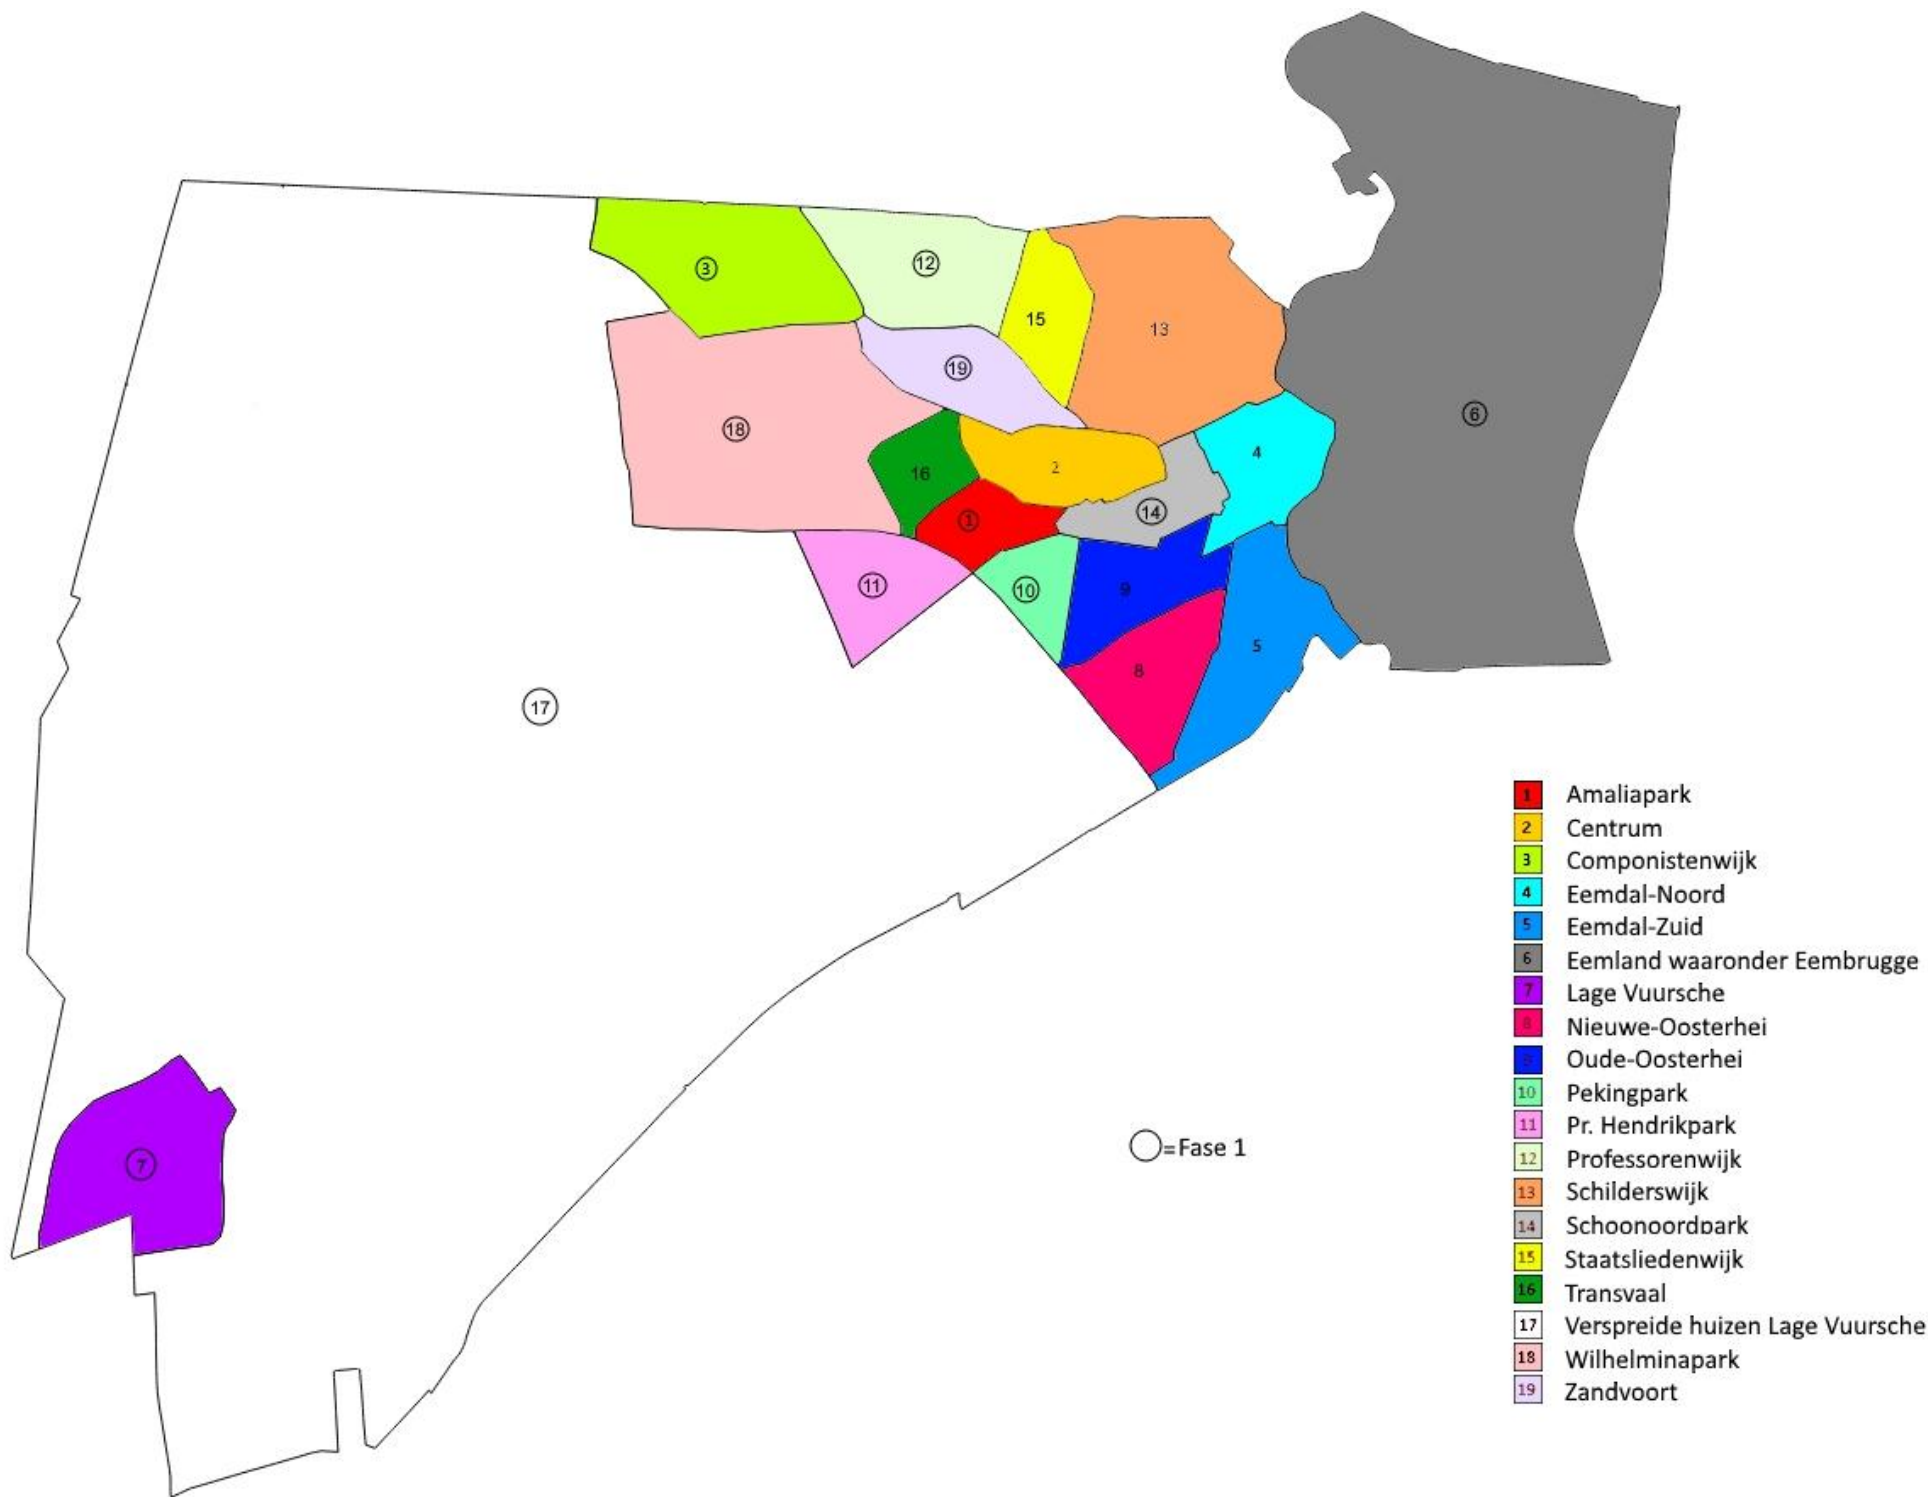 6
3
12
15
13
19
18
4
2
16
14
1
11
10
9
5
8
17
1 Amaliapark
2 Centrum
3 Componistenwijk
4 Eemdal-Noord
5 Eemdal-Zuid
6 Eemland waaronder Eembrugge
7 Lage Vuursche
8 Nieuwe-Oosterhei
9 Oude-Oosterhei
10 Pekingpark
11 Pr. Hendrikpark
12 Professorenwijk
13 Schilderswijk
14 Schoonoordpark
15 Staatsliedenwijk
16 Transvaal
17 Verspreide huizen Lage Vuursche
18 Wilhelminapark
19 Zandvoort
=Fase 1
7